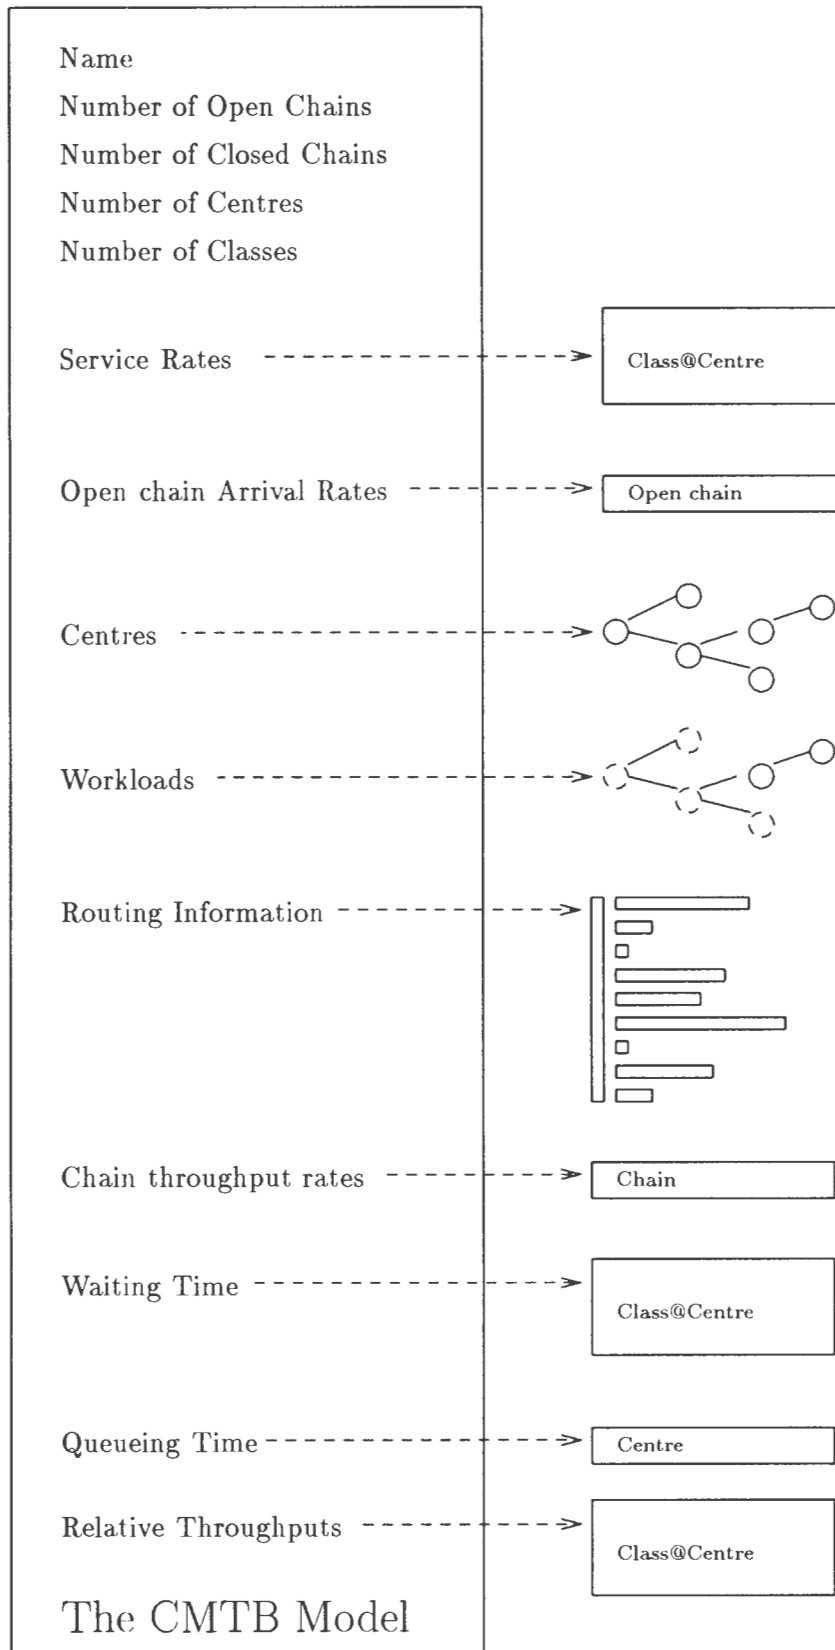 Name
Number of Open Chains
Number of Closed Chains
Number of Centres
Number of Classes
Service Rates
Class@Centre
Open chain Arrival Rates
Open chain
Centres
Workloads
Routing Information
Chain throughput rates
Chain
Waiting Time
Class@Centre
Queueing Time
Centre
Relative Throughputs
Class@Centre
The CMTB Model